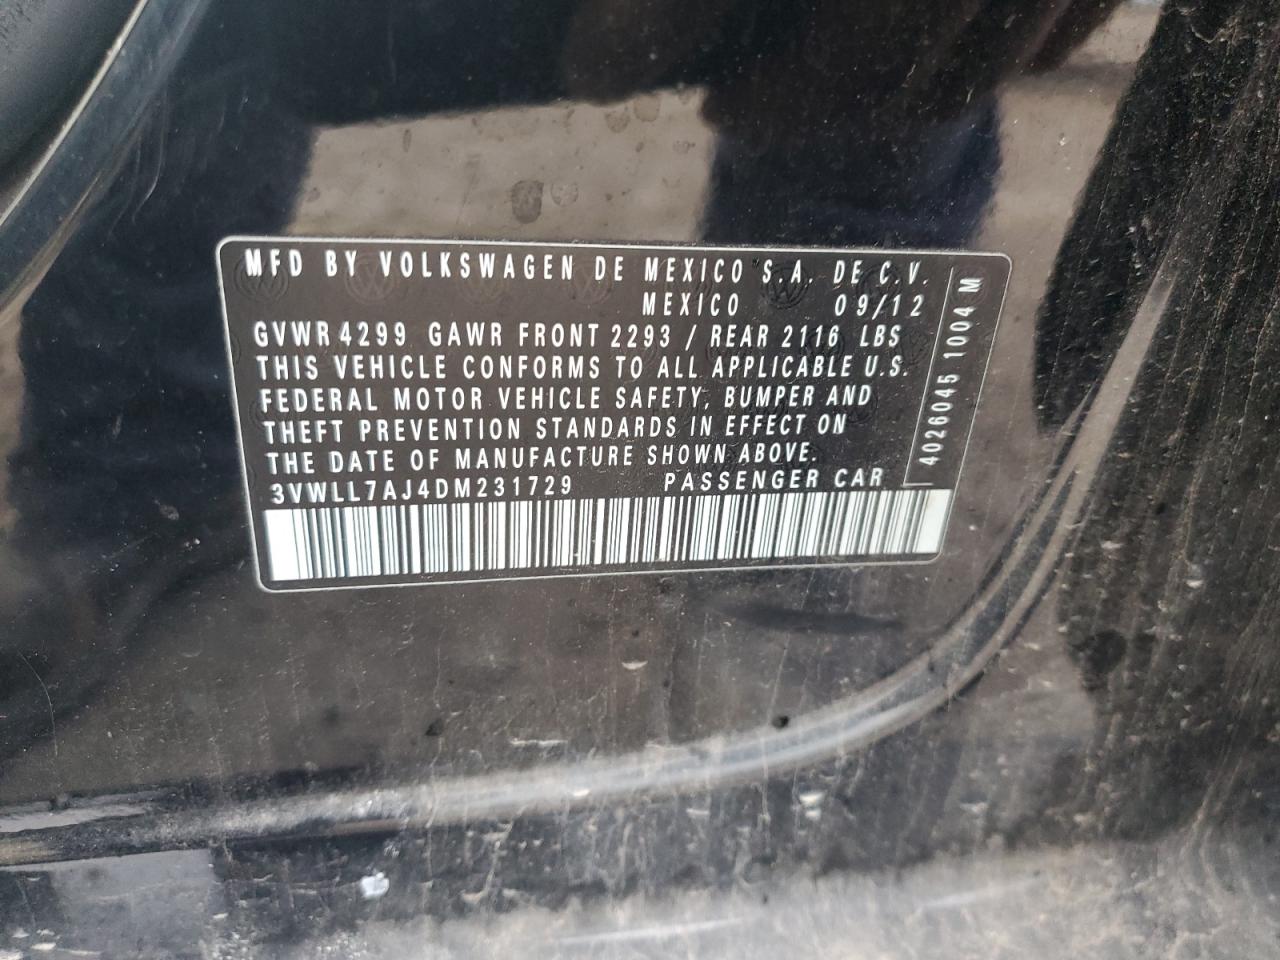 MFD BY VOLKSWAGEN DE MEXICO S.A. DE C.V.
MEXICO 09/12
GVWR 4299 GAWR FRONT 2293 / REAR 2116 LBS
THIS VEHICLE CONFORMS TO ALL APPLICABLE U.S.
FEDERAL MOTOR VEHICLE SAFETY, BUMPER AND
THEFT PREVENTION STANDARDS IN EFFECT ON
THE DATE OF MANUFACTURE SHOWN ABOVE.
3VWLL7AJ4DM231729 PASSENGER CAR
4026045 1004 M